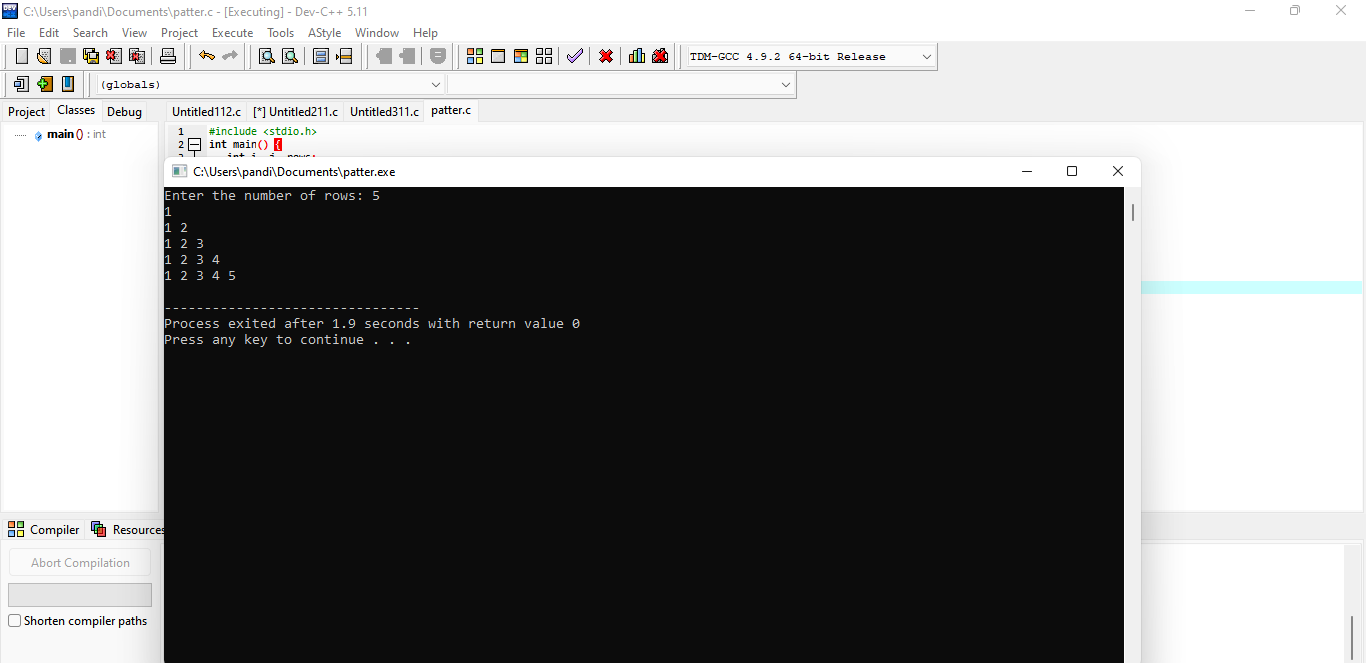 C:\Users\pandi\Documents\patter.c - [Executing] - Dev-C++ 5.11
File Edit Search View Project Execute Tools AStyle Window Help
TDM-GCC 4.9.2 64-bit Release
(globals)
Project Classes Debug Untitled112.c [*] Untitled211.c Untitled311.c patter.c
main() : int
1 #include <stdio.h>
2 int main() {
C:\Users\pandi\Documents\patter.exe
Enter the number of rows: 5
1
1 2
1 2 3
1 2 3 4
1 2 3 4 5
--------------------------------
Process exited after 1.9 seconds with return value 0
Press any key to continue . . .
Compiler Resources
Abort Compilation
Shorten compiler paths